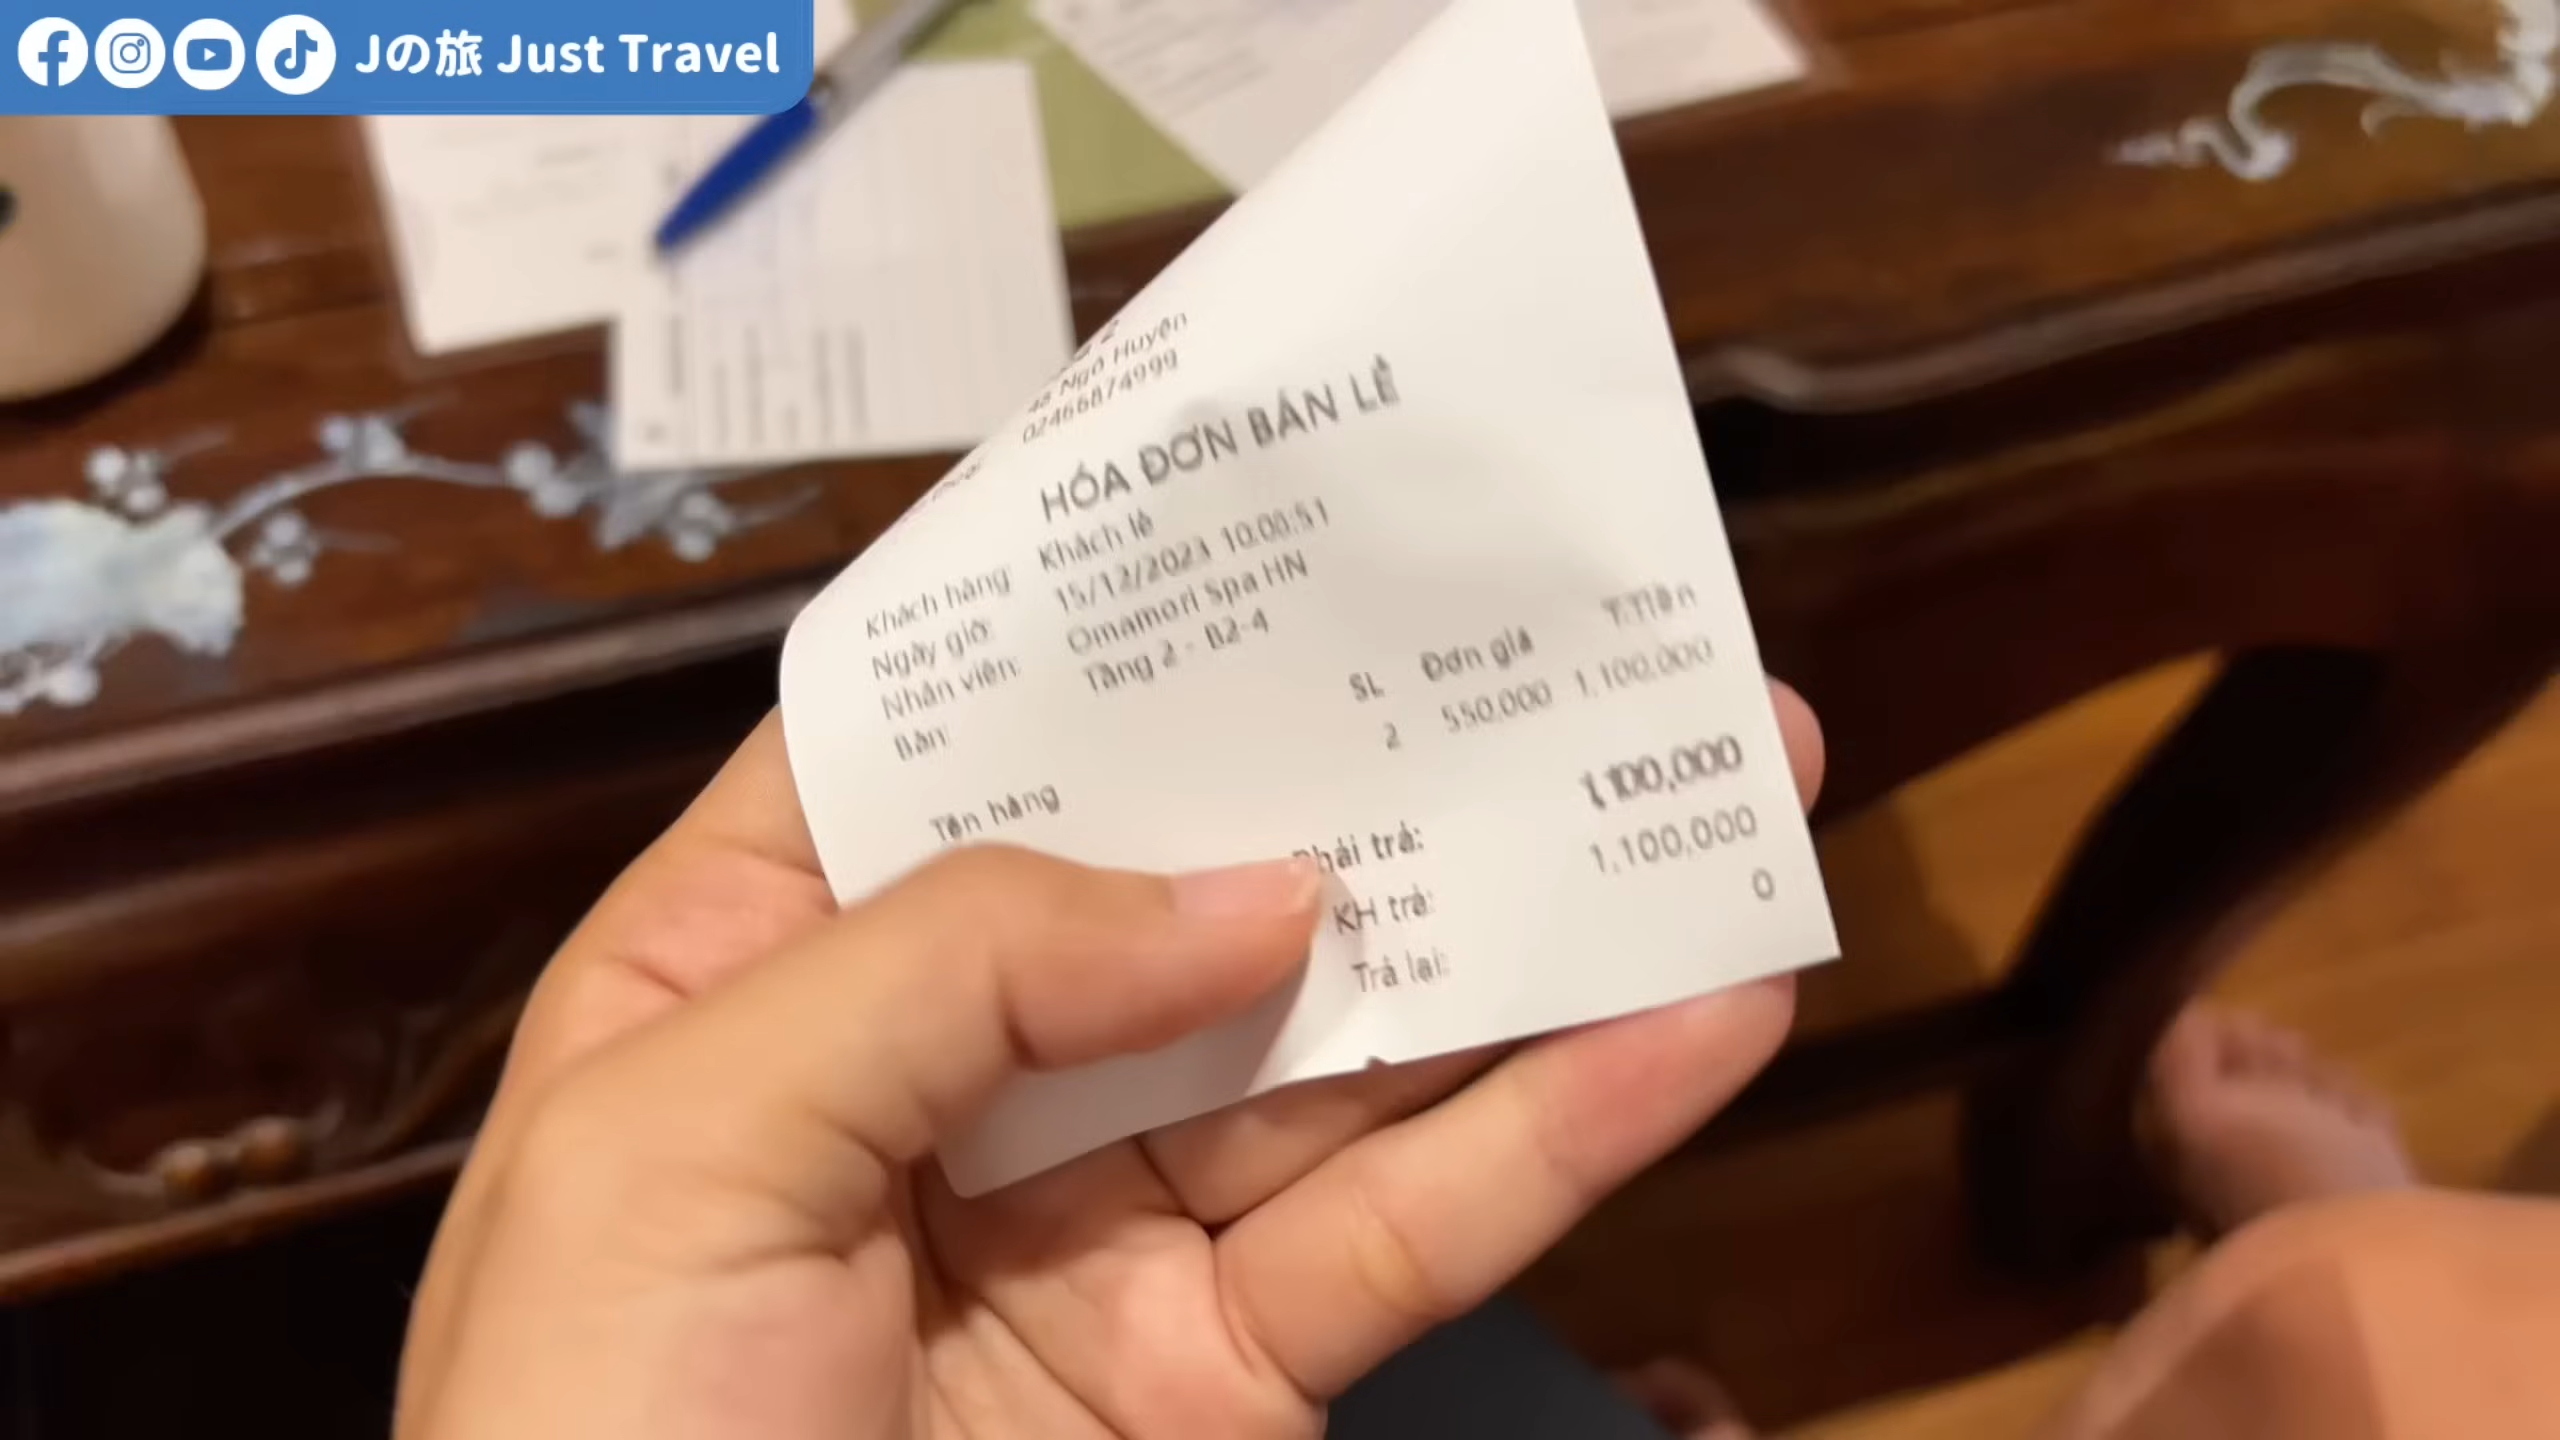 Jの旅 Just Travel
48 Ngõ Huyện
02466874999
HÓA ĐƠN BÁN LẺ
Khách hàng: Khách lẻ
Ngày giờ: 15/12/2023 10:00:51
Nhân viên: Omamori Spa HN
Bàn: Tầng 2 - B2-4
Tên hàng SL Đơn giá T.Tiền
2 550,000 1,100,000
Phải trả: 1,100,000
KH trả: 1,100,000
Trả lại: 0